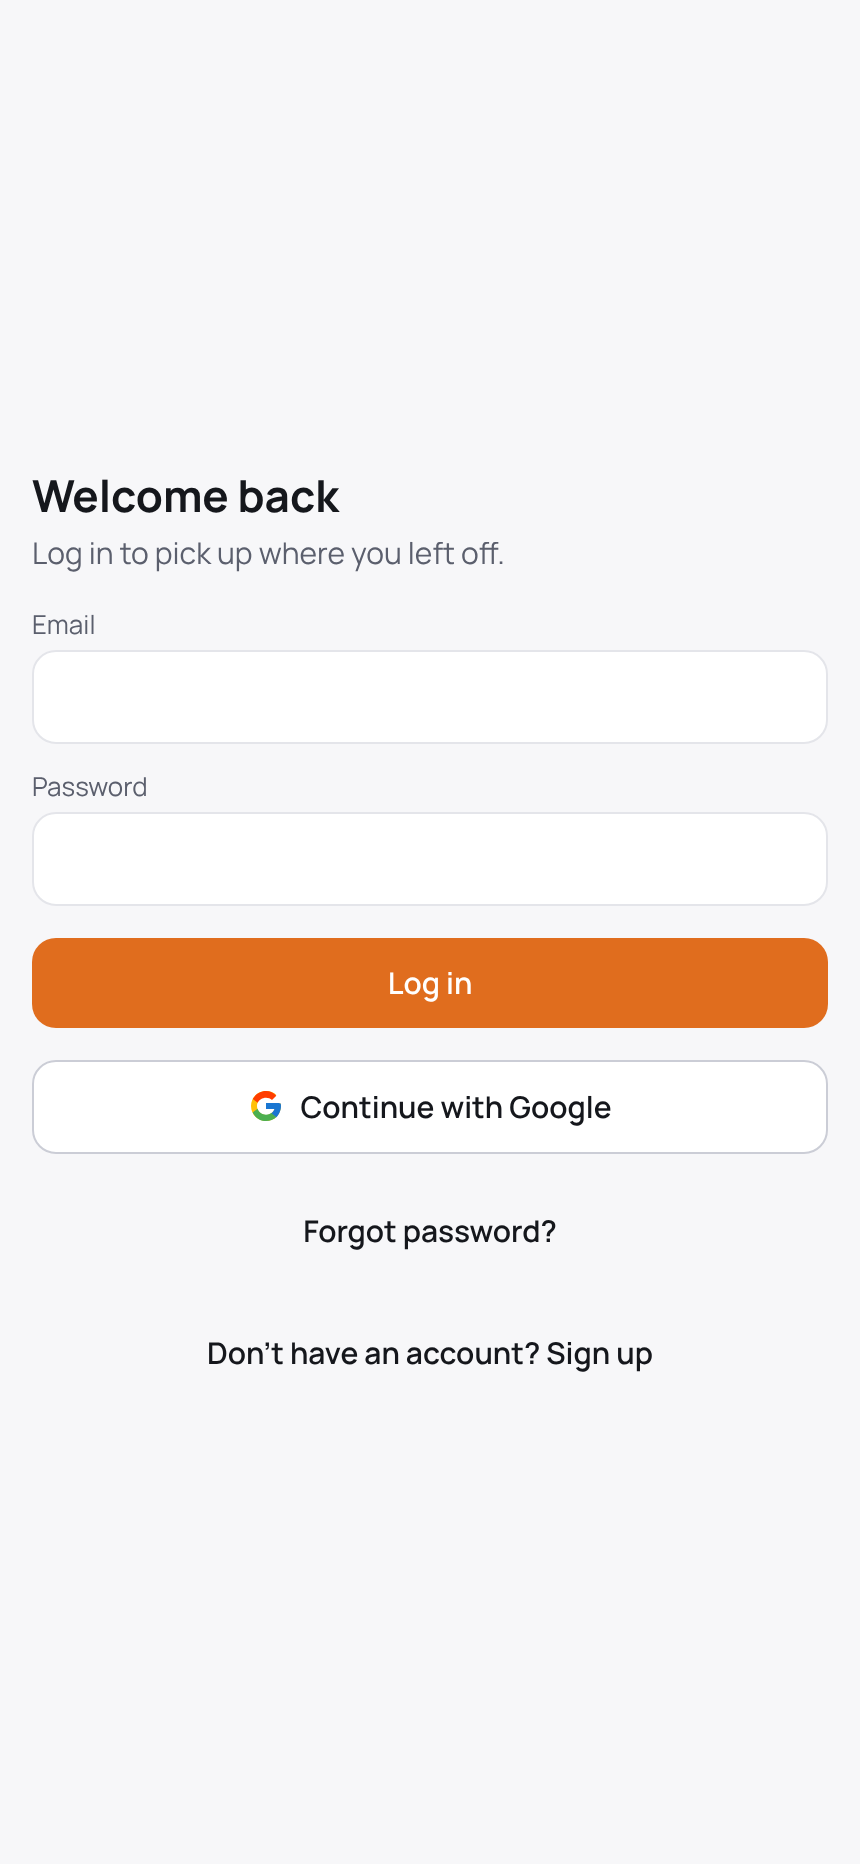 Welcome back
Log in to pick up where you left off.
Email
Password
Log in
Continue with Google
Forgot password?
Don’t have an account? Sign up